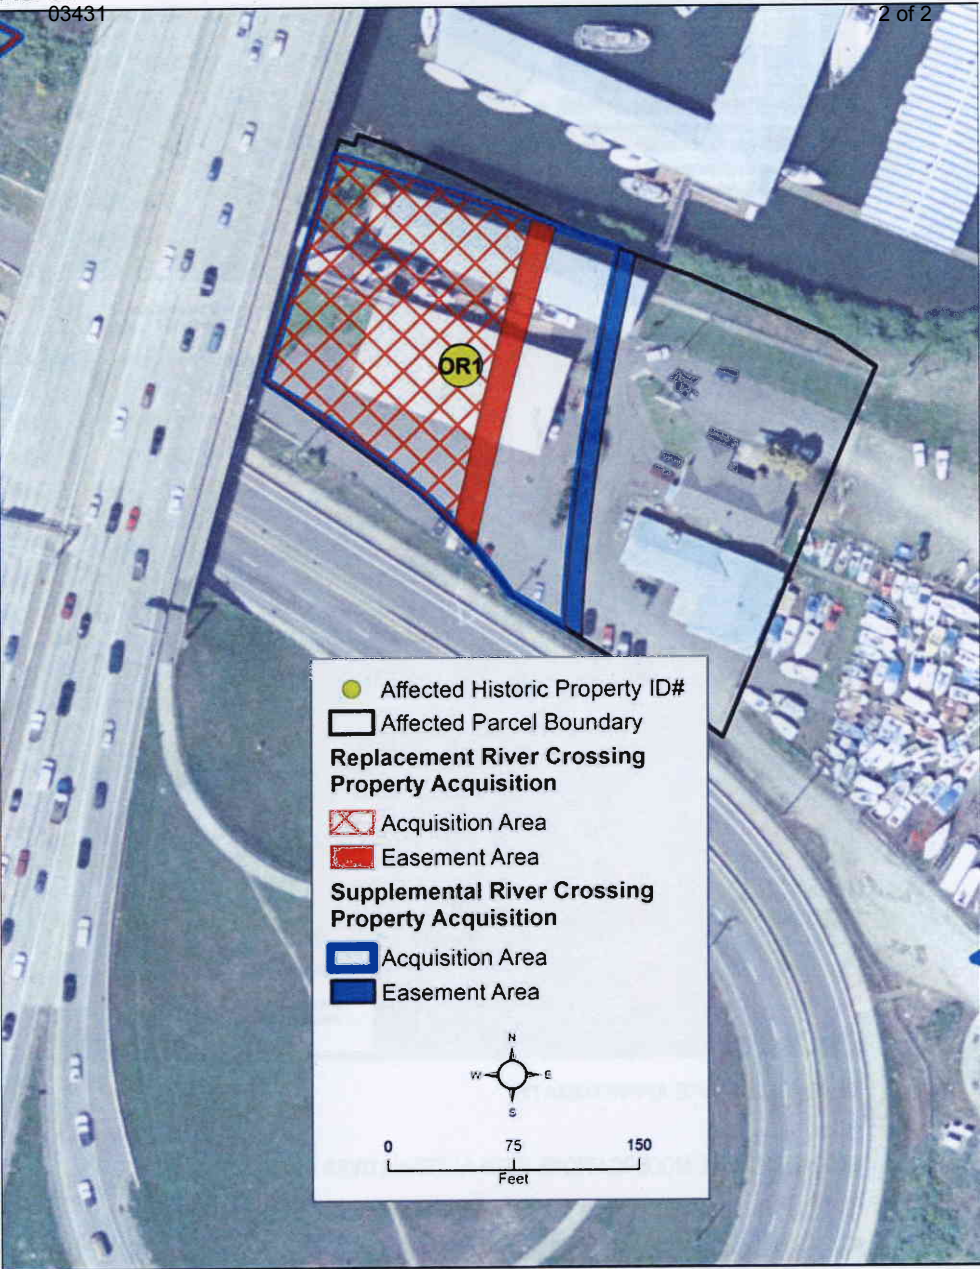 03431
2 of 2
OR1
Affected Historic Property ID#
Affected Parcel Boundary
Replacement River Crossing
Property Acquisition
Acquisition Area
Easement Area
Supplemental River Crossing
Property Acquisition
Acquisition Area
Easement Area
N
W E
S
0 75 150
Feet